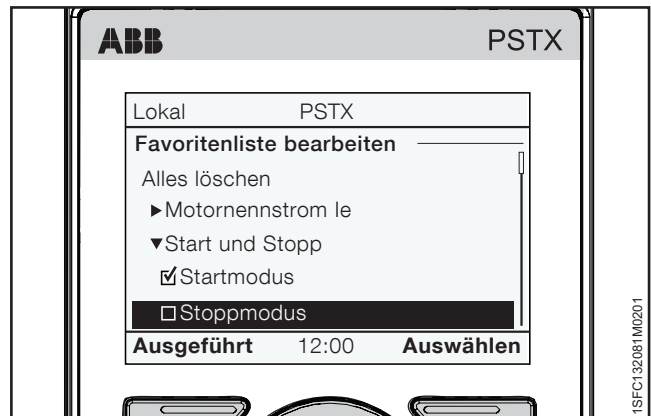 ABB PSTX
Lokal PSTX
Favoritenliste bearbeiten
Alles löschen
▶Motornennstrom Ie
▼Start und Stopp
☑Startmodus
☐Stoppmodus
Ausgeführt 12:00 Auswählen
1SFC132081M0201